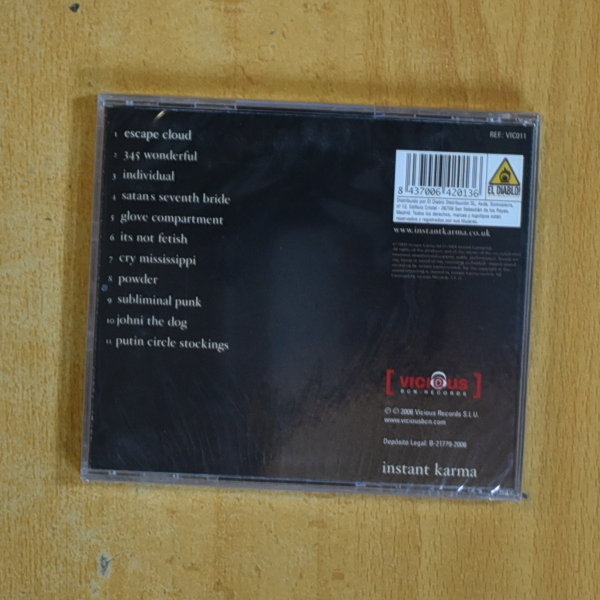 1 escape cloud
2 345 wonderful
3 individual
4 satans seventh bride
5 glove compartment
6 its not fetish
7 cry mississippi
8 powder
9 subliminal punk
10 johni the dog
11 putin circle stockings
REF: VIC011
8 437006 420136
EL DIABLO!
www.instantkarma.co.uk
[VICIOUS]
BCN-RECORDS
℗ © 2006 Vicious Records S.L.U.
www.viciousbcn.com
Depósito Legal: B-21779-2006
instant karma